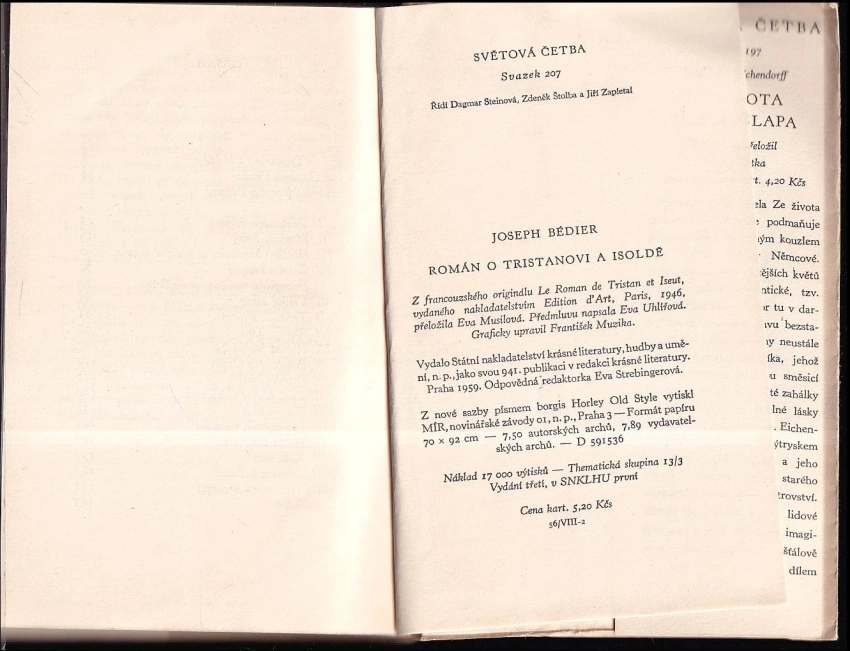 SVĚTOVÁ ČETBA
Svazek 207
Řídí Dagmar Steinová, Zdeněk Štolba a Jiří Zapletal
JOSEPH BÉDIER
ROMÁN O TRISTANOVI A ISOLDĚ
Z francouzského originálu Le Roman de Tristan et Iseut,
vydaného nakladatelstvím Edition d'Art, Paris, 1946,
přeložila Eva Musilová. Předmluvu napsala Eva Uhlířová.
Graficky upravil František Muzika.
Vydalo Státní nakladatelství krásné literatury, hudby a umě-
ní, n. p., jako svou 941. publikaci v redakci krásné literatury.
Praha 1959. Odpovědná redaktorka Eva Strebingerová.
Z nové sazby písmem borgis Horley Old Style vytiskl
MÍR, novinářské závody 01, n. p., Praha 3 — Formát papíru
70 × 92 cm — 7,50 autorských archů, 7,89 vydavatel-
ských archů. — D 591536
Náklad 17 000 výtisků — Thematická skupina 13/3
Vydání třetí, v SNKLHU první
Cena kart. 5,20 Kčs
56/VIII-2
ČETBA
197
chendorff
OTA
LAPA
řeložil
tka
t. 4,20 Kčs
ela Ze života
podmaňuje
ým kouzlem
Němcové.
ějších květů
ntické, tzv.
or tu v dar-
vu bezsta-
ny neustále
íka, jehož
u směsicí
té zahálky
lné lásky
. Eichen-
ýtryskem
a jeho
starého
rovství.
lidové
imagi-
šťálově
dílem